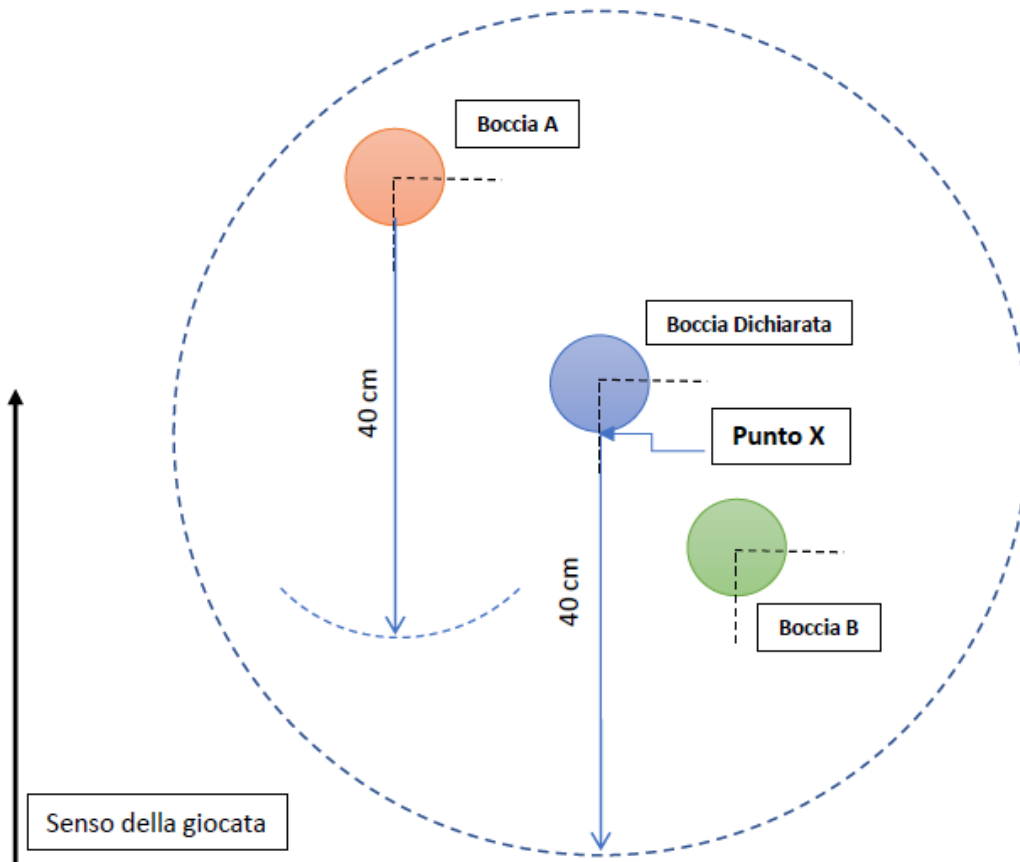 Boccia A
Boccia Dichiarata
40 cm
Punto X
40 cm
Boccia B
Senso della giocata